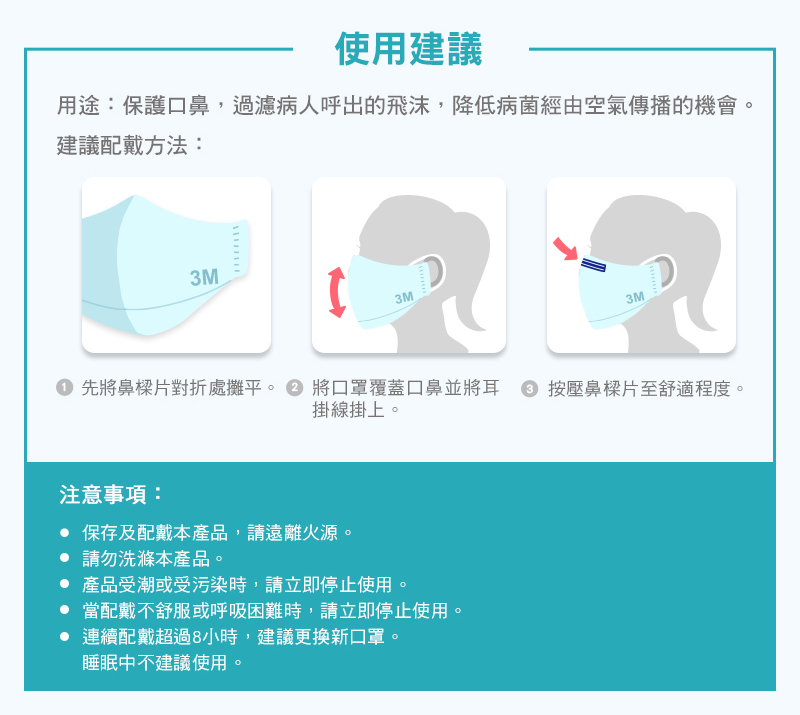 使用建議
用途：保護口鼻，過濾病人呼出的飛沫，降低病菌經由空氣傳播的機會。
建議配戴方法：
3M
3M
3M
1 先將鼻樑片對折處攤平。
2 將口罩覆蓋口鼻並將耳
掛線掛上。
3 按壓鼻樑片至舒適程度。
注意事項：
● 保存及配戴本產品，請遠離火源。
● 請勿洗滌本產品。
● 產品受潮或受污染時，請立即停止使用。
● 當配戴不舒服或呼吸困難時，請立即停止使用。
● 連續配戴超過8小時，建議更換新口罩。
睡眠中不建議使用。